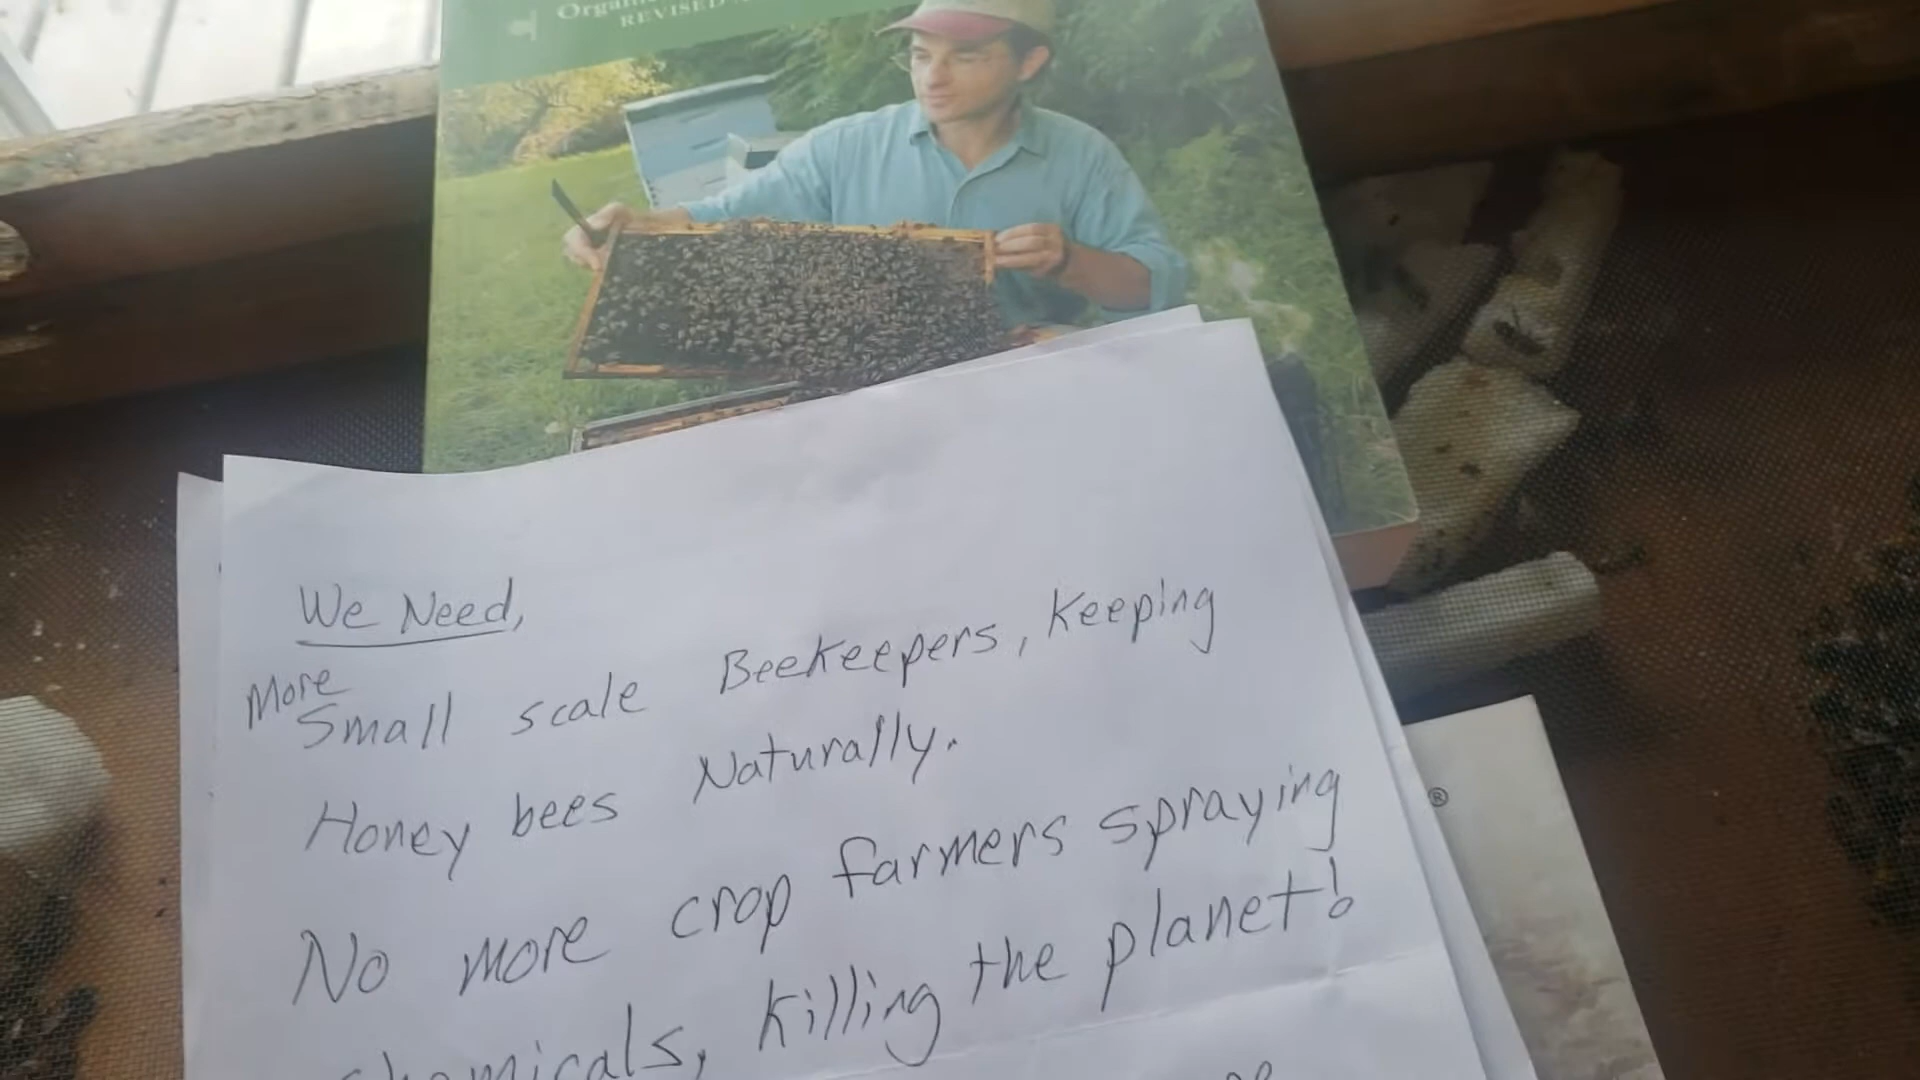 REVISED
We Need,
More
Small scale Beekeepers, Keeping
Honey bees Naturally.
No more crop farmers spraying
chemicals, Killing the planet!
®